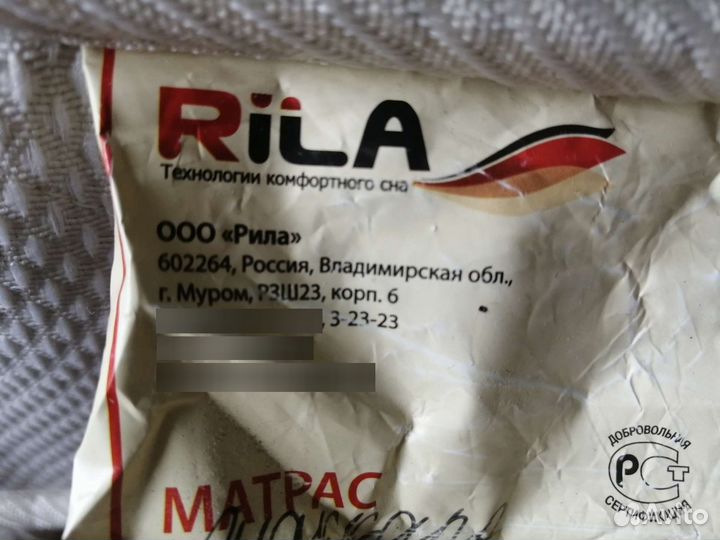 RiLA
Технологии комфортного сна
ООО «Рила»
602264, Россия, Владимирская обл.,
г. Муром, РЗШ23, корп. 6
, 3-23-23
МАТРАС
ДОБРОВОЛЬНАЯ
РСТ
СЕРТИФИКАЦИЯ
Avito